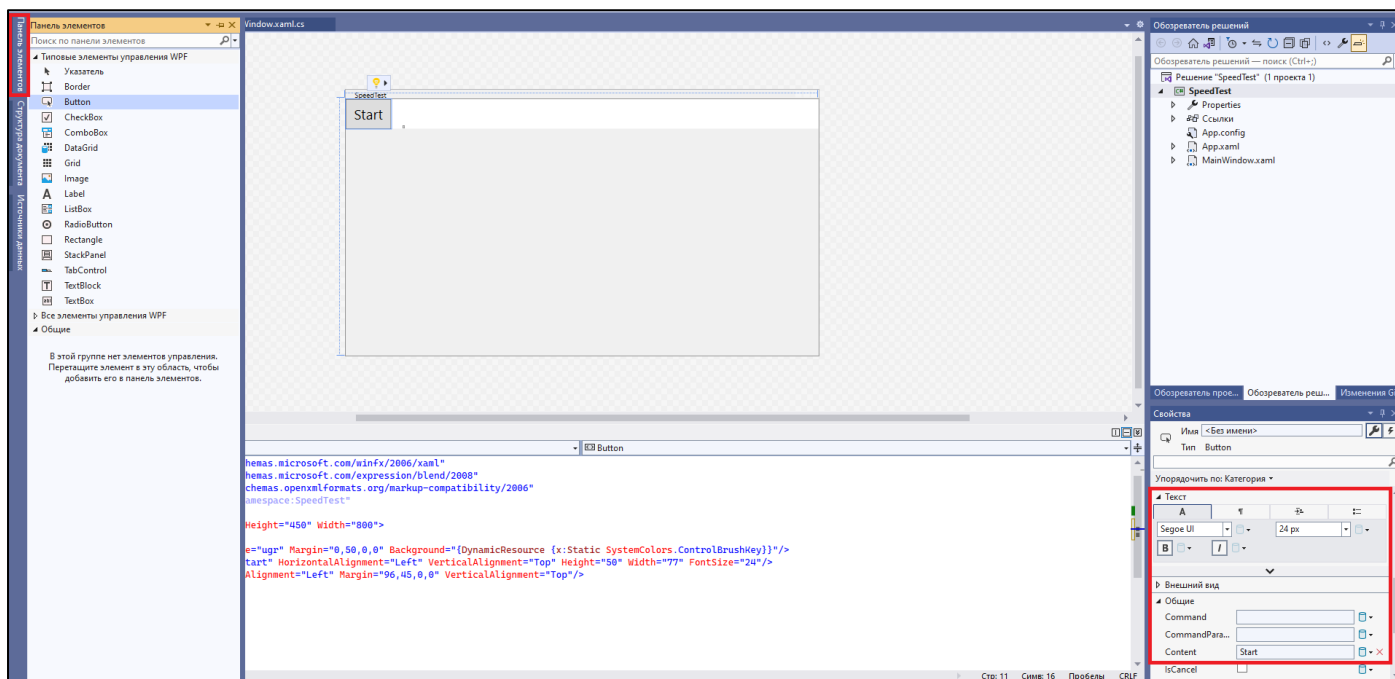 Панель элементов
Структура документа
Источники данных
Панель элементов
Поиск по панели элементов
Типовые элементы управления WPF
Указатель
Border
Button
CheckBox
ComboBox
DataGrid
Grid
Image
Label
ListBox
RadioButton
Rectangle
StackPanel
TabControl
TextBlock
TextBox
Все элементы управления WPF
Общие
В этой группе нет элементов управления.
Перетащите элемент в эту область, чтобы
добавить его в панель элементов.
Window.xaml.cs
SpeedTest
Start
Button
hemas.microsoft.com/winfx/2006/xaml"
hemas.microsoft.com/expression/blend/2008"
chemas.openxmlformats.org/markup-compatibility/2006"
amespace:SpeedTest"
Height="450" Width="800">
e="ugr" Margin="0,50,0,0" Background="{DynamicResource {x:Static SystemColors.ControlBrushKey}}"/>
tart" HorizontalAlignment="Left" VerticalAlignment="Top" Height="50" Width="77" FontSize="24"/>
Alignment="Left" Margin="96,45,0,0" VerticalAlignment="Top"/>
Стр: 11 Симв: 16 Пробелы CRLF
Обозреватель решений
Обозреватель решений — поиск (Ctrl+;)
Решение "SpeedTest" (1 проекта 1)
SpeedTest
Properties
Ссылки
App.config
App.xaml
MainWindow.xaml
Обозреватель прое... Обозреватель реш... Изменения G
Свойства
Имя <Без имени>
Тип Button
Упорядочить по: Категория
Текст
A ¶
Segoe UI 24 px
B I
Внешний вид
Общие
Command
CommandPara...
Content Start
IsCancel